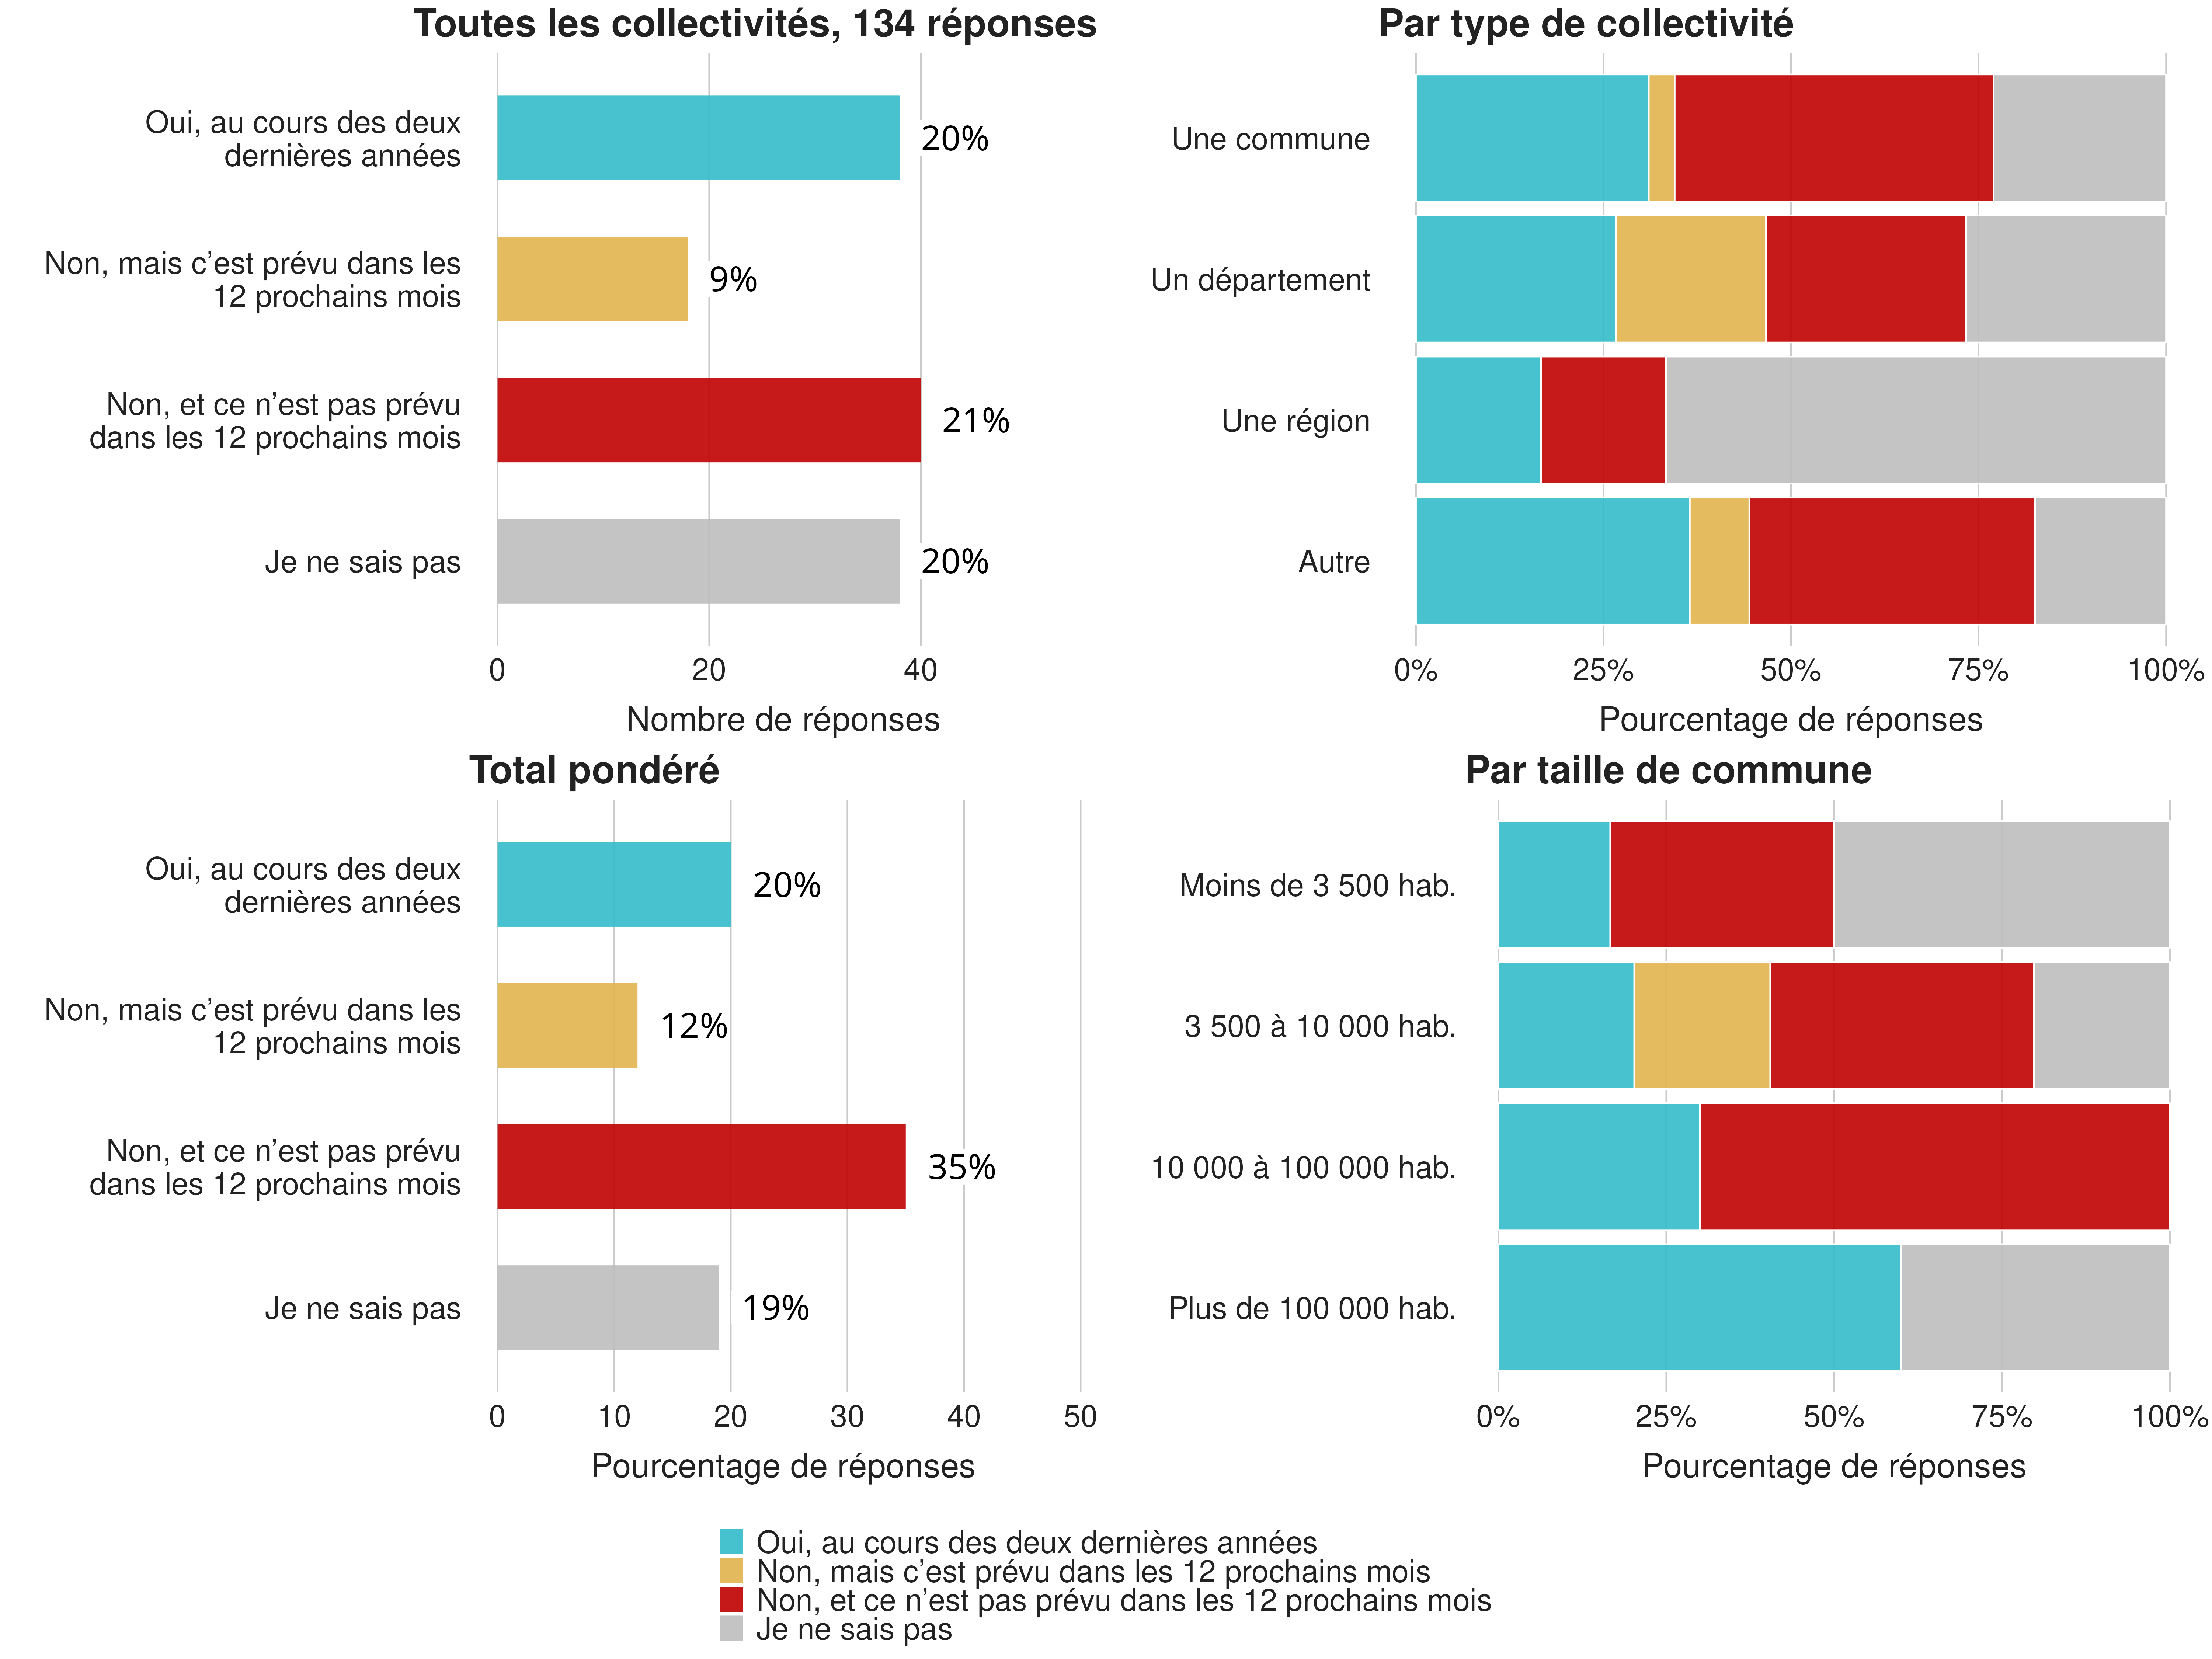 Toutes les collectivités, 134 réponses
Oui, au cours des deux
dernières années
20%
Non, mais c’est prévu dans les
12 prochains mois
9%
Non, et ce n’est pas prévu
dans les 12 prochains mois
21%
Je ne sais pas
20%
0 20 40
Nombre de réponses
Par type de collectivité
Une commune
Un département
Une région
Autre
0% 25% 50% 75% 100%
Pourcentage de réponses
Total pondéré
Oui, au cours des deux
dernières années
20%
Non, mais c’est prévu dans les
12 prochains mois
12%
Non, et ce n’est pas prévu
dans les 12 prochains mois
35%
Je ne sais pas
19%
0 10 20 30 40 50
Pourcentage de réponses
Par taille de commune
Moins de 3 500 hab.
3 500 à 10 000 hab.
10 000 à 100 000 hab.
Plus de 100 000 hab.
0% 25% 50% 75% 100%
Pourcentage de réponses
Oui, au cours des deux dernières années
Non, mais c’est prévu dans les 12 prochains mois
Non, et ce n’est pas prévu dans les 12 prochains mois
Je ne sais pas